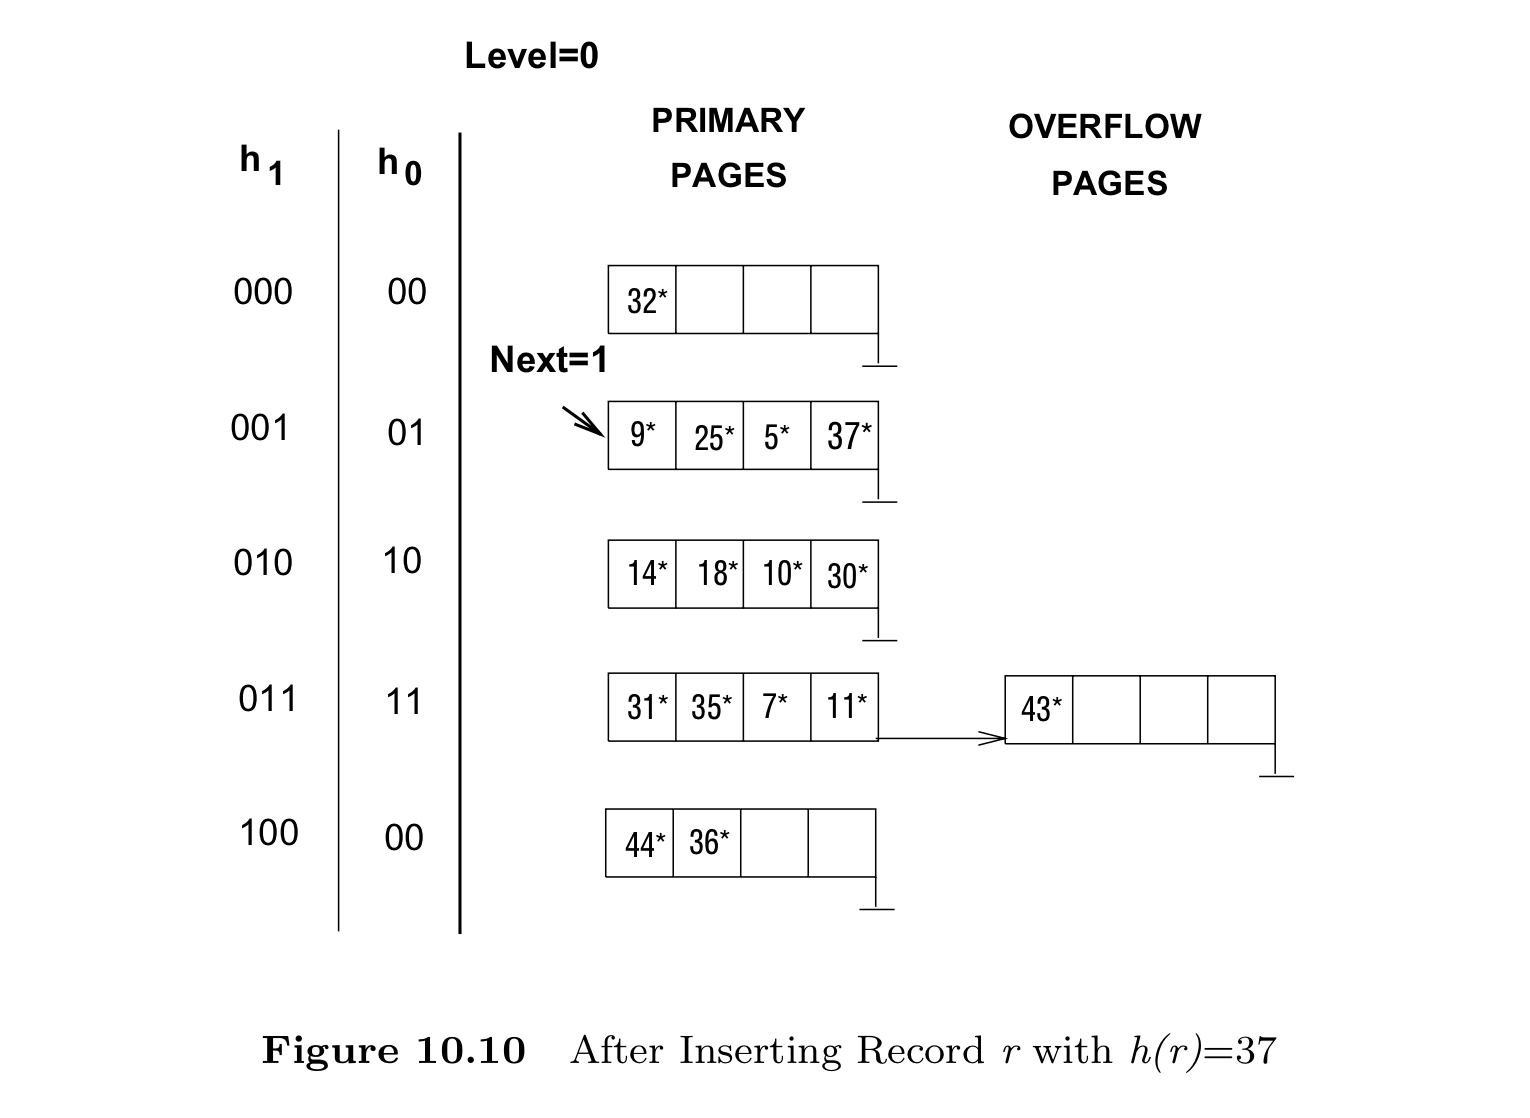 Level=0
PRIMARY PAGES
OVERFLOW PAGES
h1 h0
000 00 32*
Next=1
001 01 9* 25* 5* 37*
010 10 14* 18* 10* 30*
011 11 31* 35* 7* 11* 43*
100 00 44* 36*
Figure 10.10 After Inserting Record r with h(r)=37